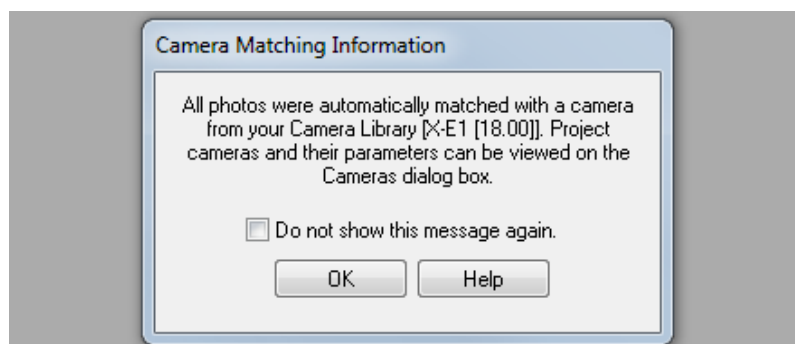 Camera Matching Information
All photos were automatically matched with a camera
from your Camera Library [X-E1 [18.00]]. Project
cameras and their parameters can be viewed on the
Cameras dialog box.
Do not show this message again.
OK Help